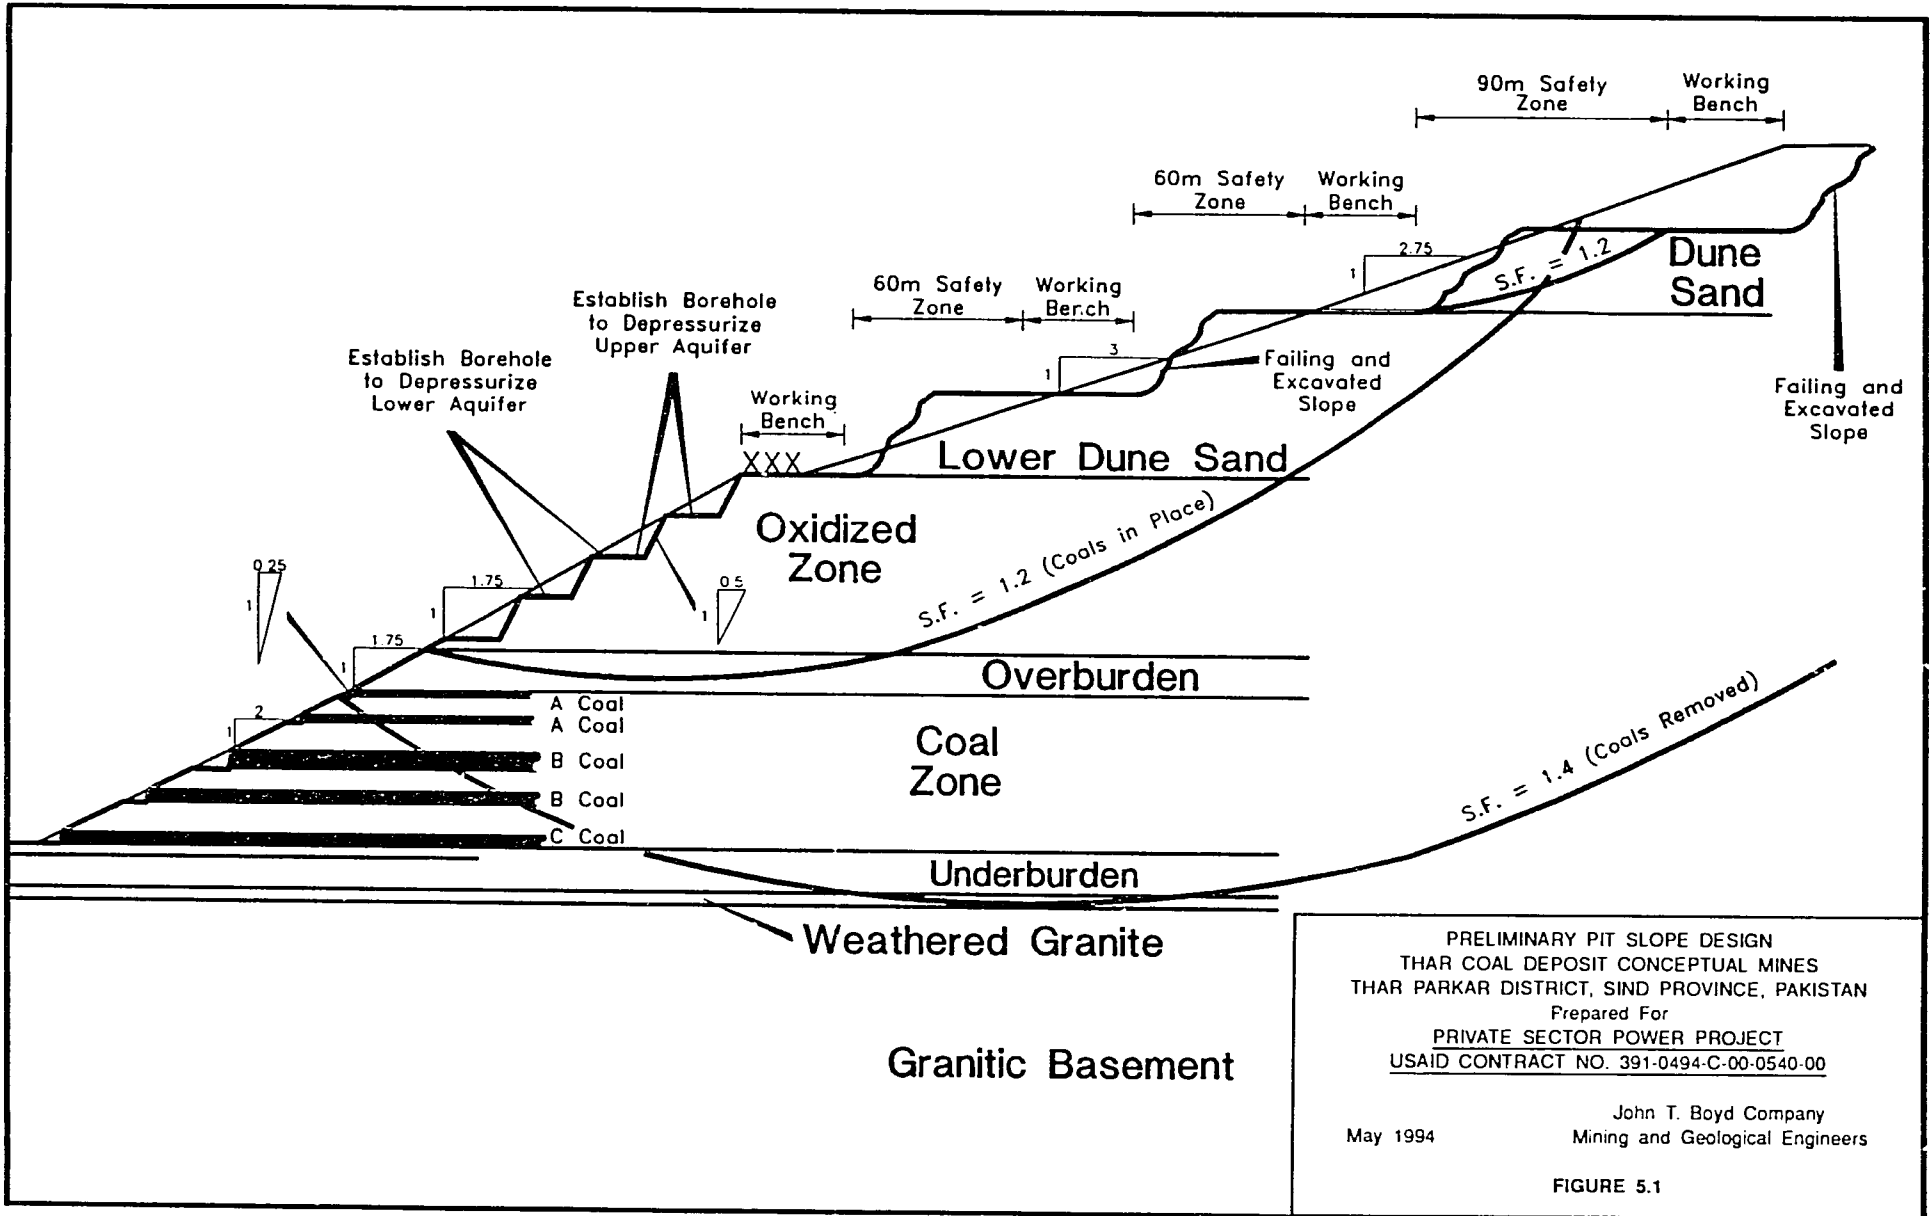 90m Safety
Zone
Working
Bench
60m Safety
Zone
Working
Bench
60m Safety
Zone
Working
Ber.ch
Establish Borehole
to Depressurize
Upper Aquifer
Establish Borehole
to Depressurize
Lower Aquifer
Working
Bench
XXX
2.75
1
S.F. = 1.2
Dune
Sand
3
1
Failing and
Excavated
Slope
Failing and
Excavated
Slope
Lower Dune Sand
Oxidized
Zone
S.F. = 1.2 (Coals in Place)
0.25
1
1.75
1
0 5
1
1.75
1
Overburden
2
1
A Coal
A Coal
B Coal
B Coal
C Coal
Coal
Zone
S.F. = 1.4 (Coals Removed)
Underburden
Weathered Granite
Granitic Basement
PRELIMINARY PIT SLOPE DESIGN
THAR COAL DEPOSIT CONCEPTUAL MINES
THAR PARKAR DISTRICT, SIND PROVINCE, PAKISTAN
Prepared For
PRIVATE SECTOR POWER PROJECT
USAID CONTRACT NO. 391-0494-C-00-0540-00
John T. Boyd Company
May 1994 Mining and Geological Engineers
FIGURE 5.1